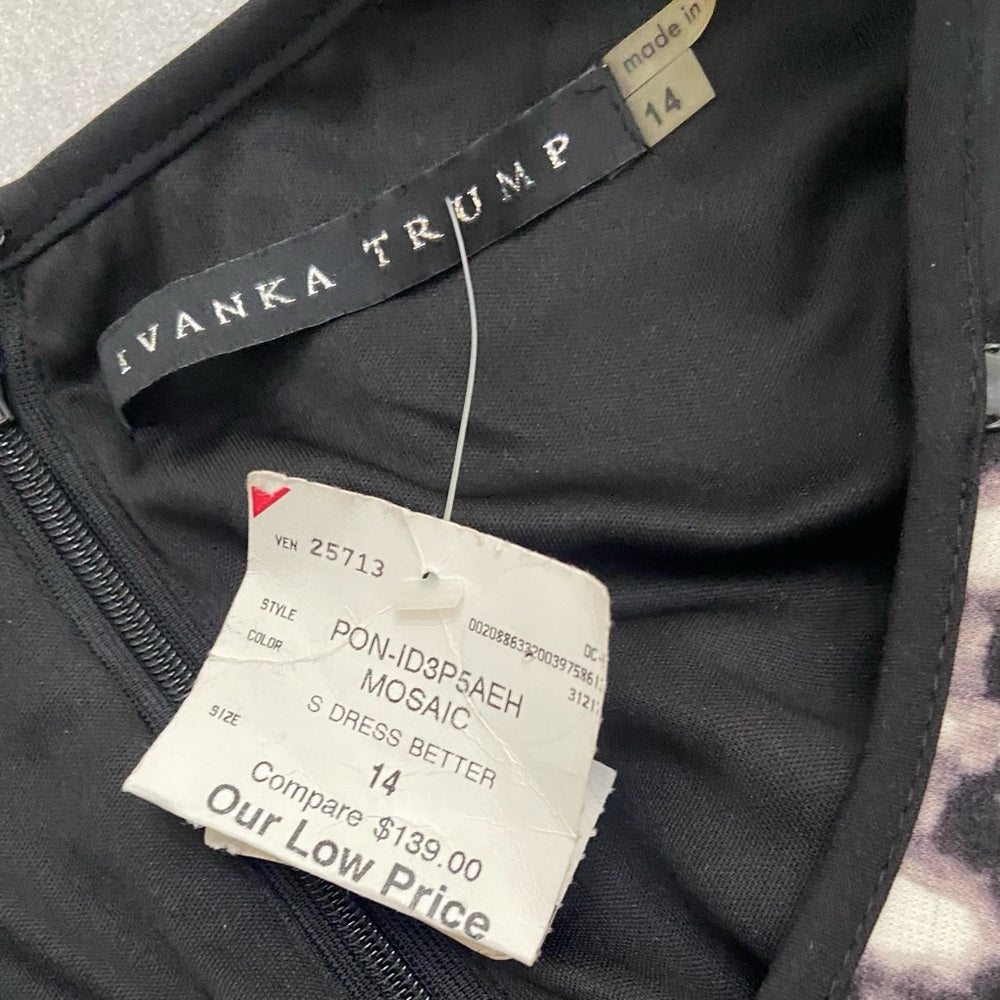 made in
14
IVANKA TRUMP
VEN 25713
DC-
STYLE PON-ID3P5AEH
COLOR MOSAIC
S DRESS BETTER
SIZE 14
Compare $139.00
Our Low Price